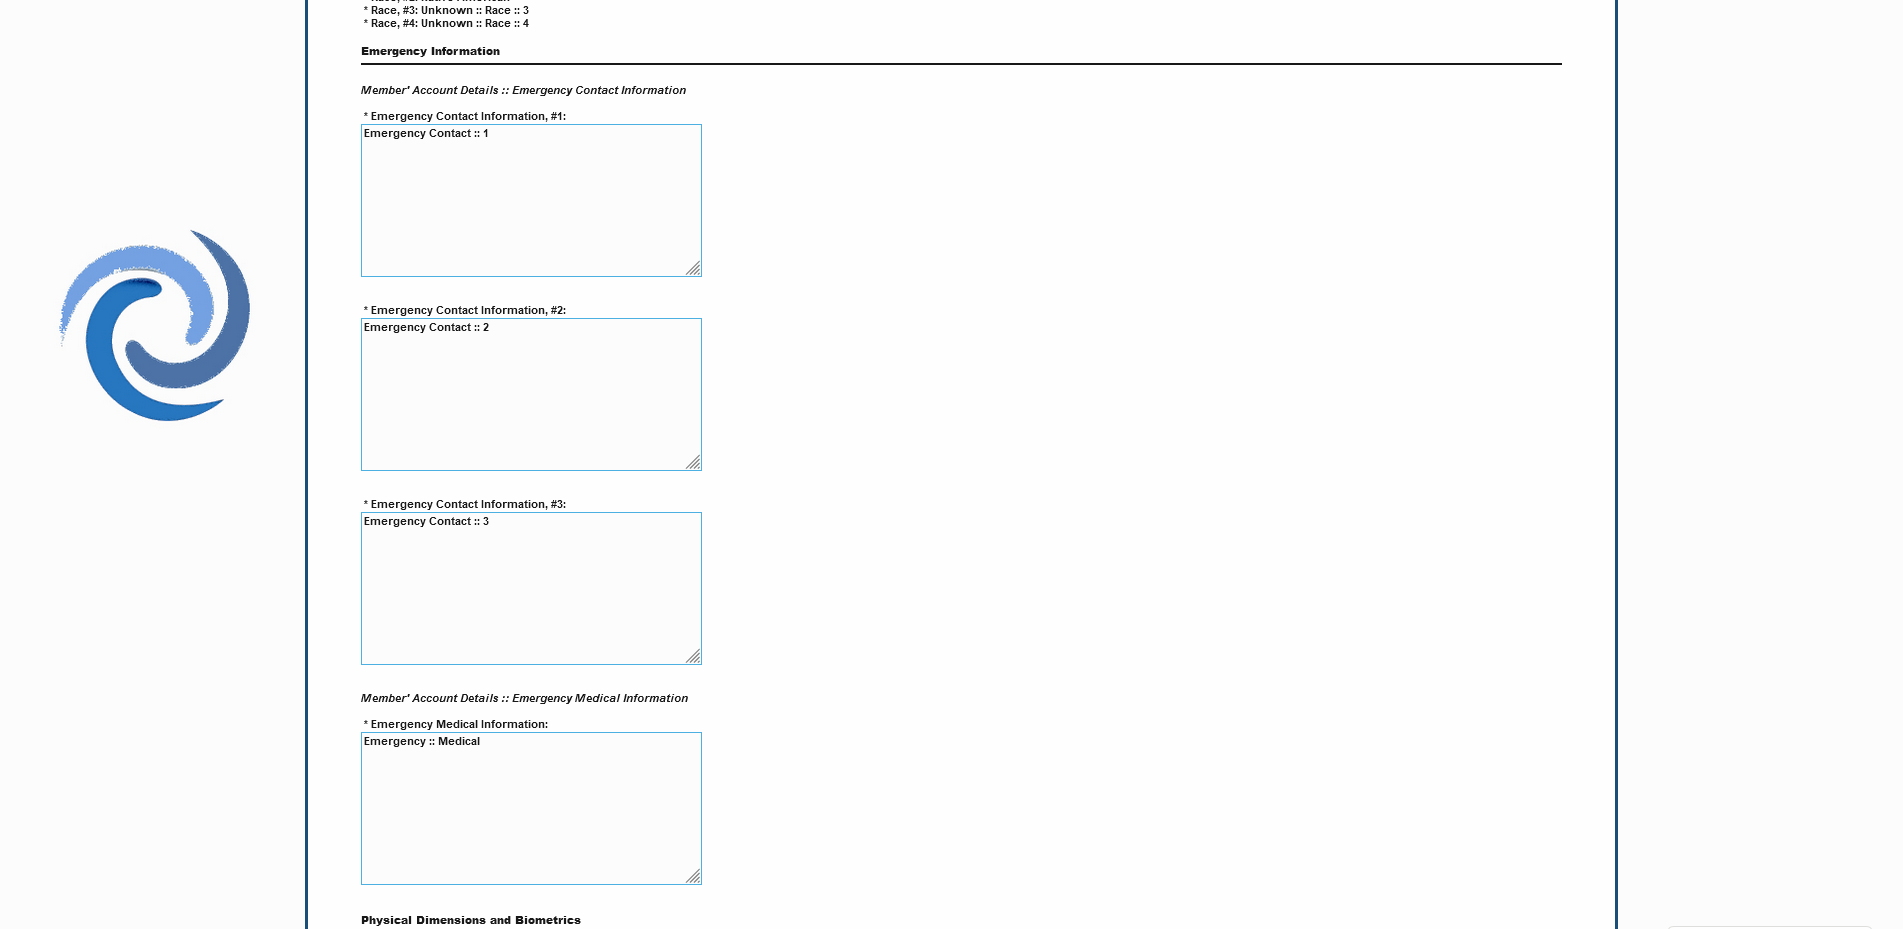 * Race, #3: Unknown :: Race :: 3
* Race, #4: Unknown :: Race :: 4
Emergency Information
Member' Account Details :: Emergency Contact Information
* Emergency Contact Information, #1:
Emergency Contact :: 1
* Emergency Contact Information, #2:
Emergency Contact :: 2
* Emergency Contact Information, #3:
Emergency Contact :: 3
Member' Account Details :: Emergency Medical Information
* Emergency Medical Information:
Emergency :: Medical
Physical Dimensions and Biometrics